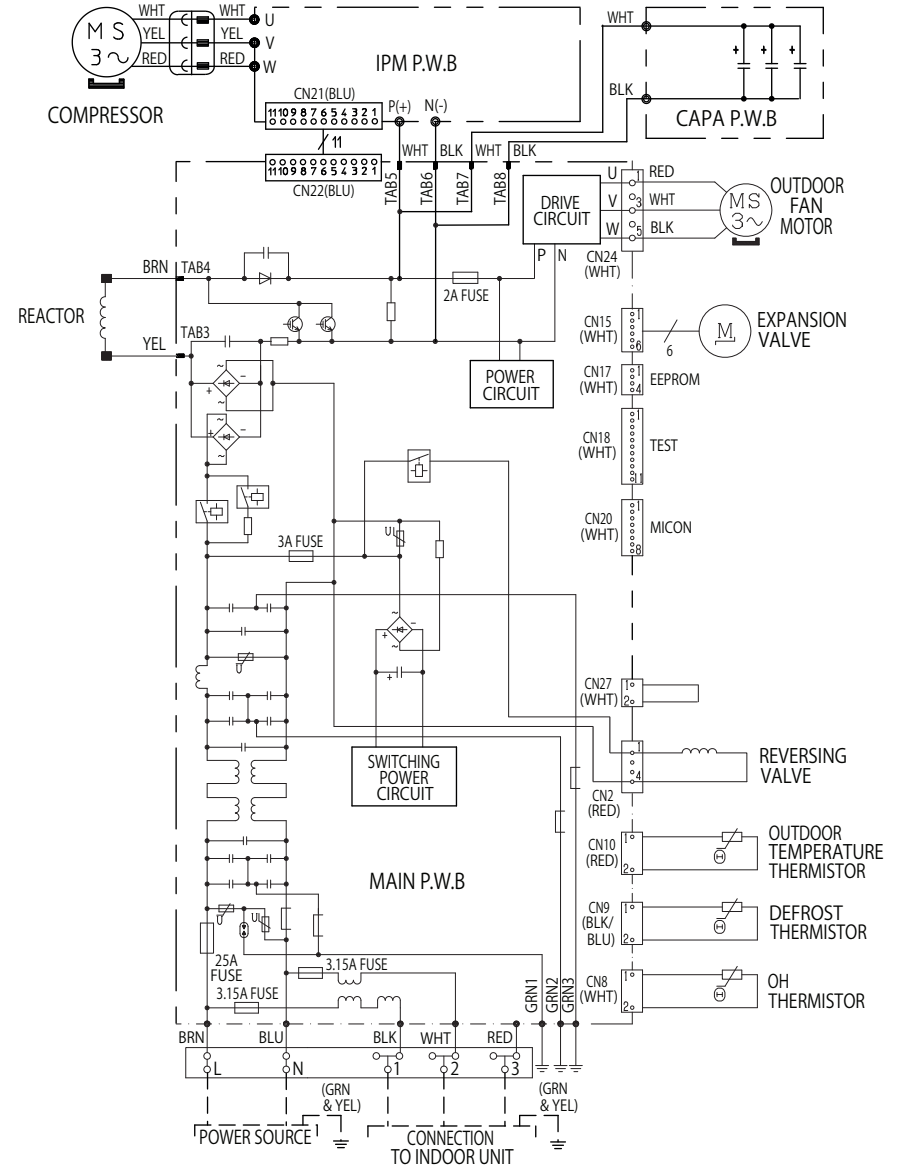 WHT WHT U
YEL YEL V
RED RED W
M S
3~
COMPRESSOR
IPM P.W.B
CN21(BLU)
11 10 9 8 7 6 5 4 3 2 1
P(+) N(-)
11
11 10 9 8 7 6 5 4 3 2 1
CN22(BLU)
WHT BLK WHT BLK
TAB5
TAB6
TAB7
TAB8
WHT
BLK
+ + +
CAPA P.W.B
DRIVE
CIRCUIT
P N
U 1 RED
V 3 WHT
W 5 BLK
CN24
(WHT)
M S
3~
OUTDOOR
FAN
MOTOR
BRN TAB4
REACTOR
YEL TAB3
2A FUSE
POWER
CIRCUIT
CN15
(WHT)
1
6
6
M
EXPANSION
VALVE
CN17
(WHT)
1
4
EEPROM
CN18
(WHT)
1
11
TEST
CN20
(WHT)
1
8
MICON
~
+ −
~
~
+ −
~
3A FUSE
U
~
+ −
~
+
U
SWITCHING
POWER
CIRCUIT
CN27
(WHT)
1
2
1
4
CN2
(RED)
REVERSING
VALVE
CN10
(RED)
1
2
OUTDOOR
TEMPERATURE
THERMISTOR
MAIN P.W.B
CN9
(BLK/
BLU)
1
2
DEFROST
THERMISTOR
CN8
(WHT)
1
2
OH
THERMISTOR
U U
25A
FUSE
3.15A FUSE
3.15A FUSE
GRN1
GRN2
GRN3
BRN BLU BLK WHT RED
L N 1 2 3
(GRN
& YEL)
(GRN
& YEL)
POWER SOURCE
CONNECTION
TO INDOOR UNIT